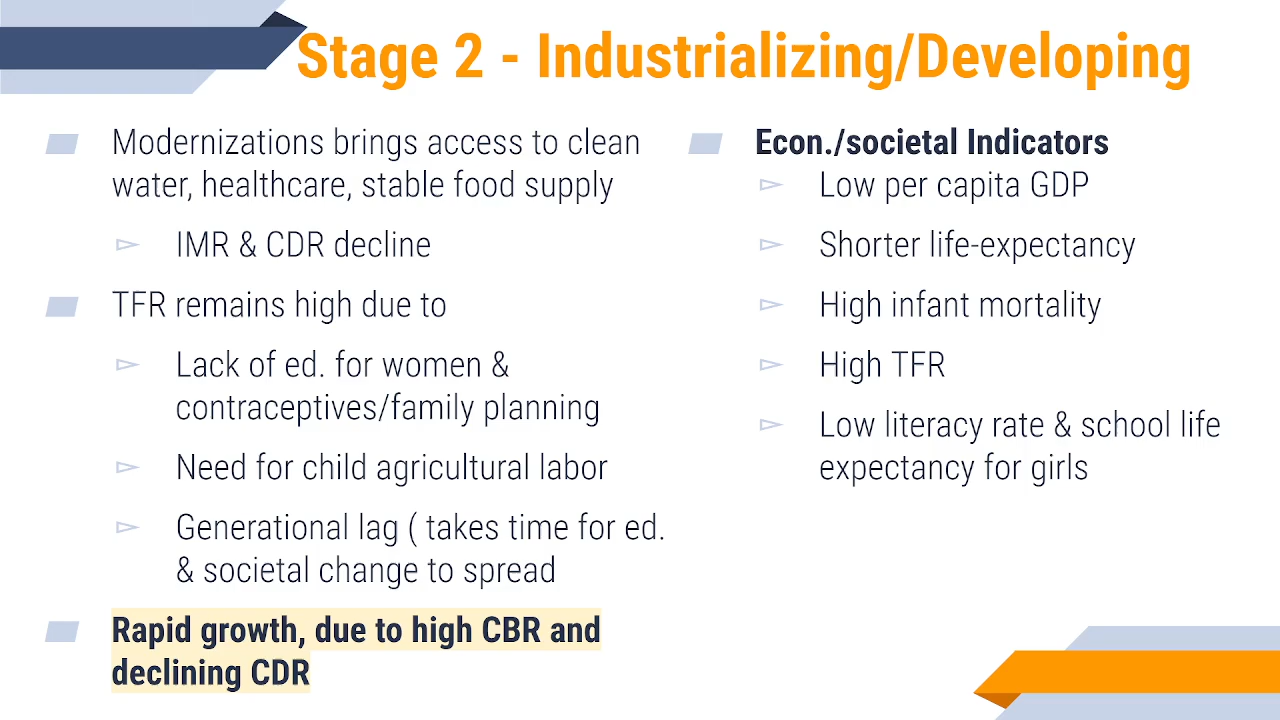 Stage 2 - Industrializing/Developing
Modernizations brings access to clean
water, healthcare, stable food supply
IMR & CDR decline
TFR remains high due to
Lack of ed. for women &
contraceptives/family planning
Need for child agricultural labor
Generational lag ( takes time for ed.
& societal change to spread
Rapid growth, due to high CBR and
declining CDR
Econ./societal Indicators
Low per capita GDP
Shorter life-expectancy
High infant mortality
High TFR
Low literacy rate & school life
expectancy for girls